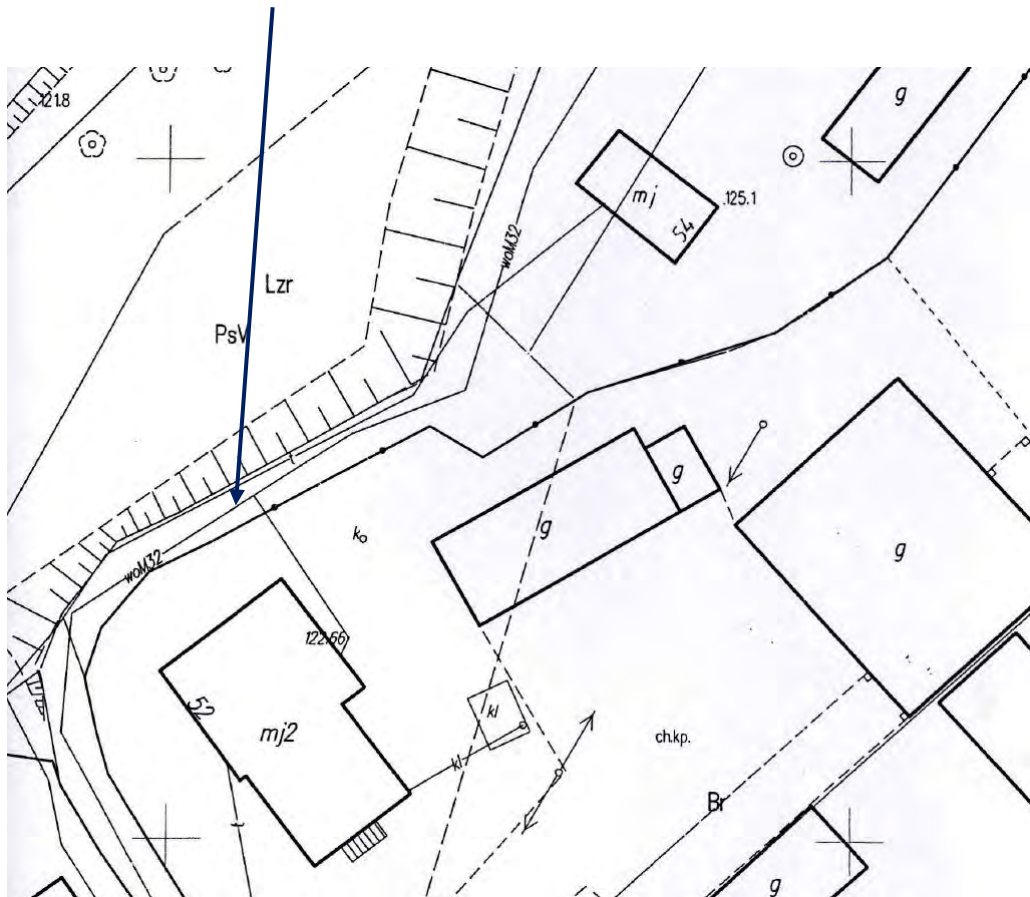 121.8
g
mj
54
.125.1
woM32
Lzr
PsV
g
g
ko
g
woM32
122.66
52
mj2
kl
kl
ch.kp.
Br
g